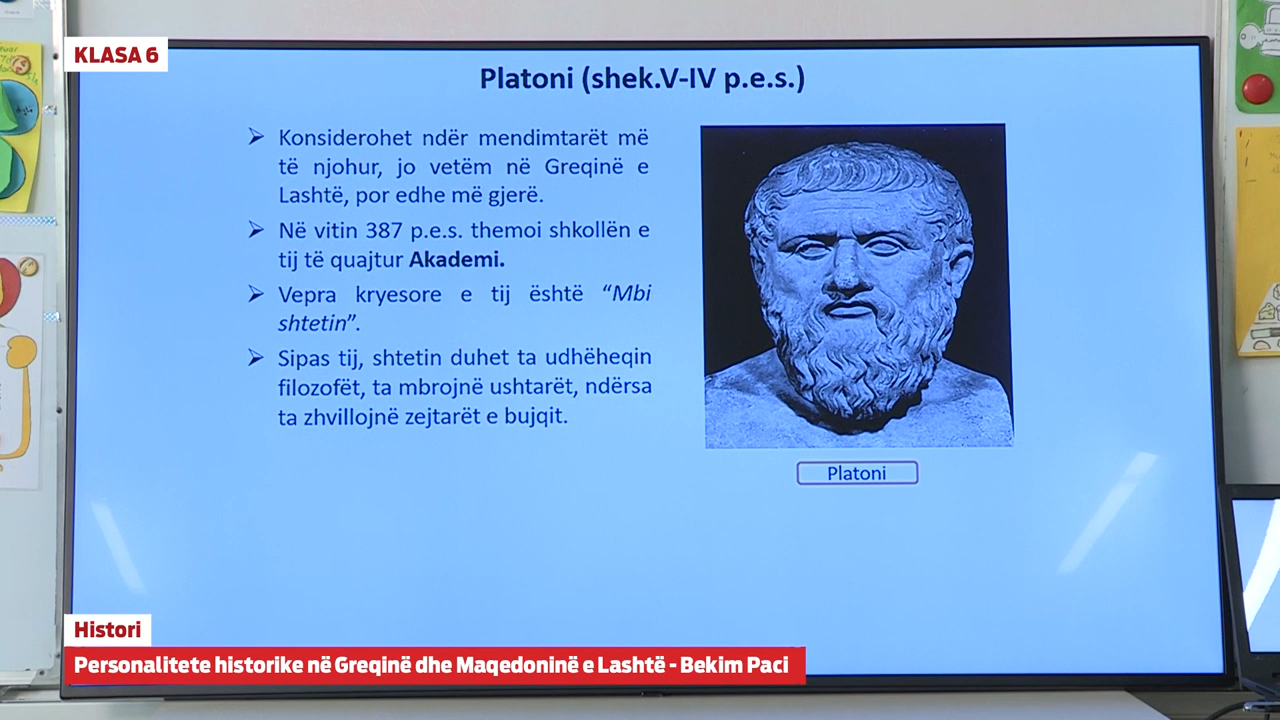 KLASA 6
Platoni (shek.V-IV p.e.s.)
Konsiderohet ndër mendimtarët më
të njohur, jo vetëm në Greqinë e
Lashtë, por edhe më gjerë.
Në vitin 387 p.e.s. themoi shkollën e
tij të quajtur Akademi.
Vepra kryesore e tij është “Mbi
shtetin”.
Sipas tij, shtetin duhet ta udhëheqin
filozofët, ta mbrojnë ushtarët, ndërsa
ta zhvillojnë zejtarët e bujqit.
Platoni
Histori
Personalitete historike në Greqinë dhe Maqedoninë e Lashtë - Bekim Paci